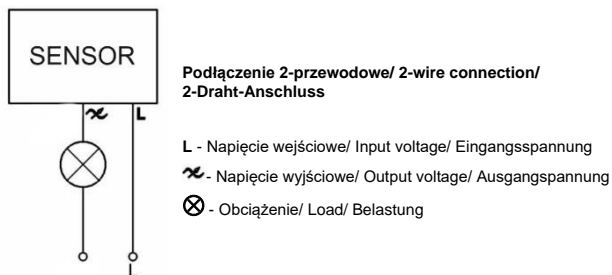 SENSOR
L
Podłączenie 2-przewodowe/ 2-wire connection/
2-Draht-Anschluss
L - Napięcie wejściowe/ Input voltage/ Eingangsspannung
- Napięcie wyjściowe/ Output voltage/ Ausgangspannung
- Obciążenie/ Load/ Belastung
L